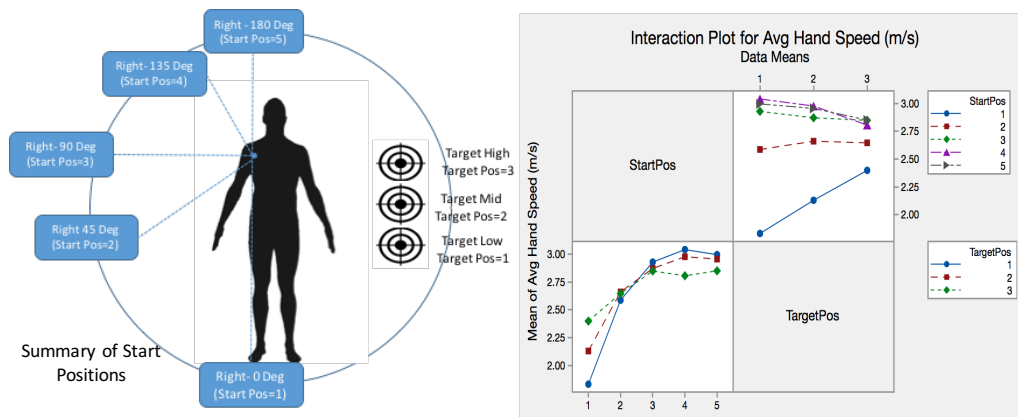 Right - 180 Deg
(Start Pos=5)
Right- 135 Deg
(Start Pos=4)
Right- 90 Deg
(Start Pos=3)
Right 45 Deg
(Start Pos=2)
Right- 0 Deg
(Start Pos=1)
Target High
Target Pos=3
Target Mid
Target Pos=2
Target Low
Target Pos=1
Summary of Start
Positions
Interaction Plot for Avg Hand Speed (m/s)
Data Means
1 2 3
StartPos
3.00
2.75
2.50
2.25
2.00
StartPos
1
2
3
4
5
Mean of Avg Hand Speed (m/s)
3.00
2.75
2.50
2.25
2.00
TargetPos
TargetPos
1
2
3
1 2 3 4 5